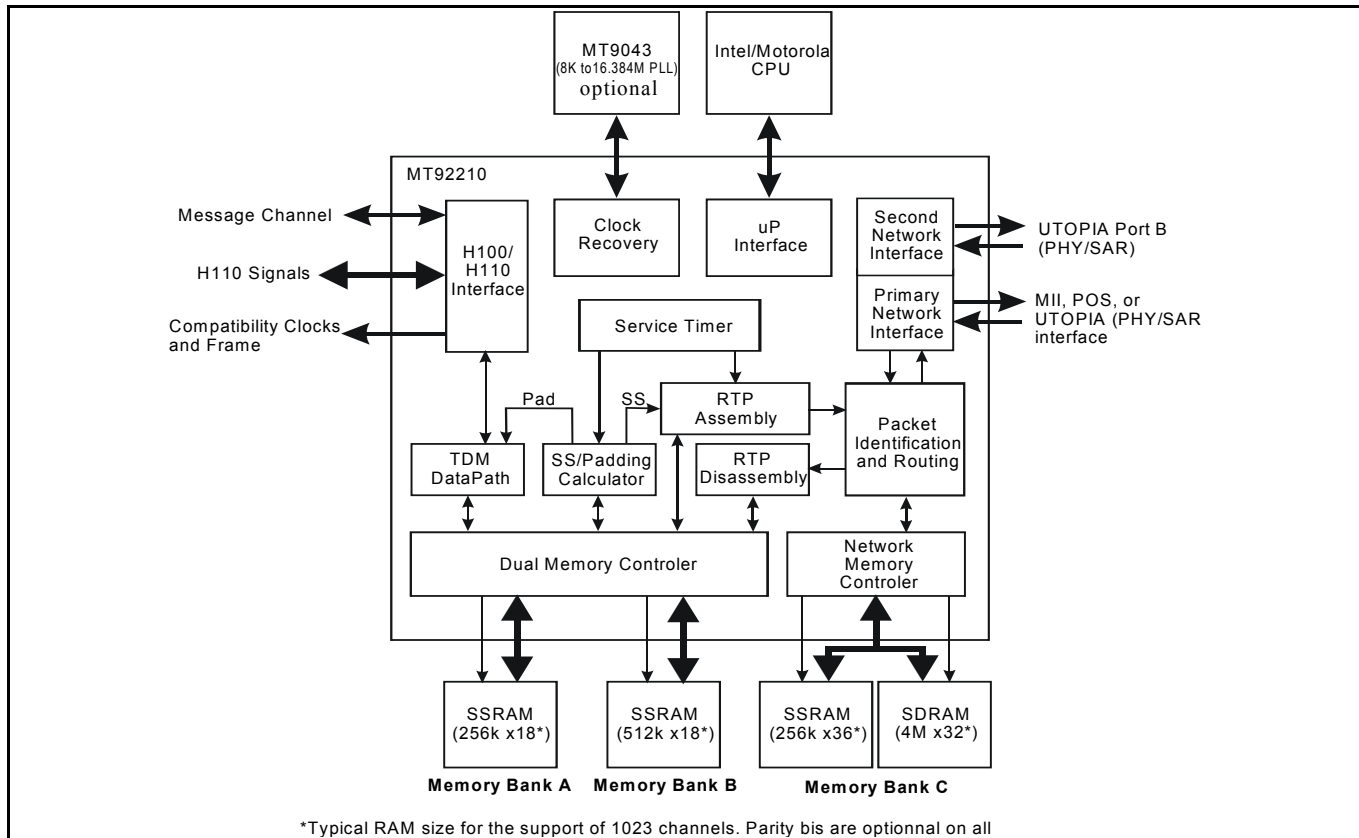 MT9043
(8K to16.384M PLL)
optional
Intel/Motorola
CPU
MT92210
Message Channel
H110 Signals
Compatibility Clocks
and Frame
H100/
H110
Interface
Clock
Recovery
uP
Interface
Second
Network
Interface
Primary
Network
Interface
UTOPIA Port B
(PHY/SAR)
MII, POS, or
UTOPIA (PHY/SAR
interface
Service Timer
Pad
SS
RTP
Assembly
Packet
Identification
and Routing
TDM
DataPath
SS/Padding
Calculator
RTP
Disassembly
Dual Memory Controler
Network
Memory
Controler
SSRAM
(256k x18*)
SSRAM
(512k x18*)
SSRAM
(256k x36*)
SDRAM
(4M x32*)
Memory Bank A
Memory Bank B
Memory Bank C
*Typical RAM size for the support of 1023 channels. Parity bis are optionnal on all